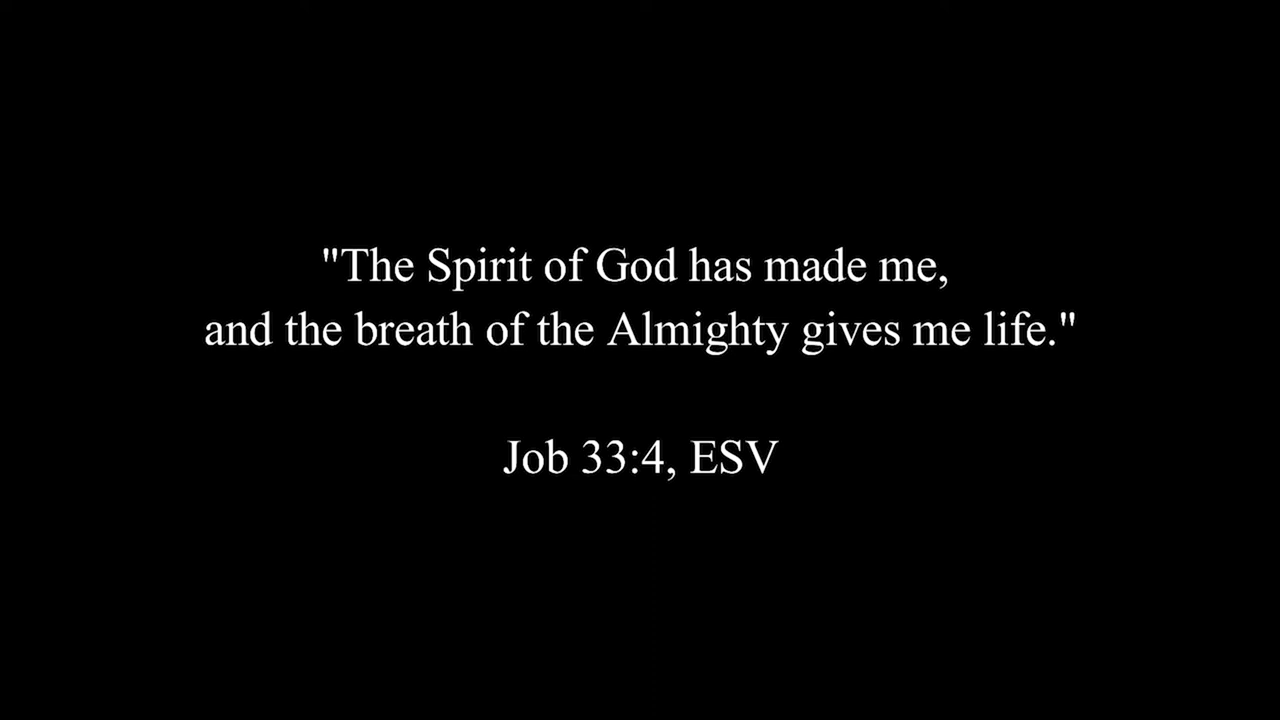 "The Spirit of God has made me,
and the breath of the Almighty gives me life."
Job 33:4, ESV